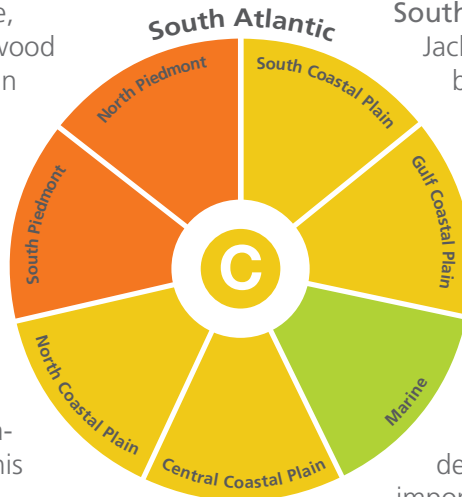 e,
wood
n
South Atlantic
South
Jack
b
North Piedmont
South Coastal Plain
Gulf Coastal Plain
South Piedmont
C
North Coastal Plain
Marine
Central Coastal Plain
n-
his
de
impor